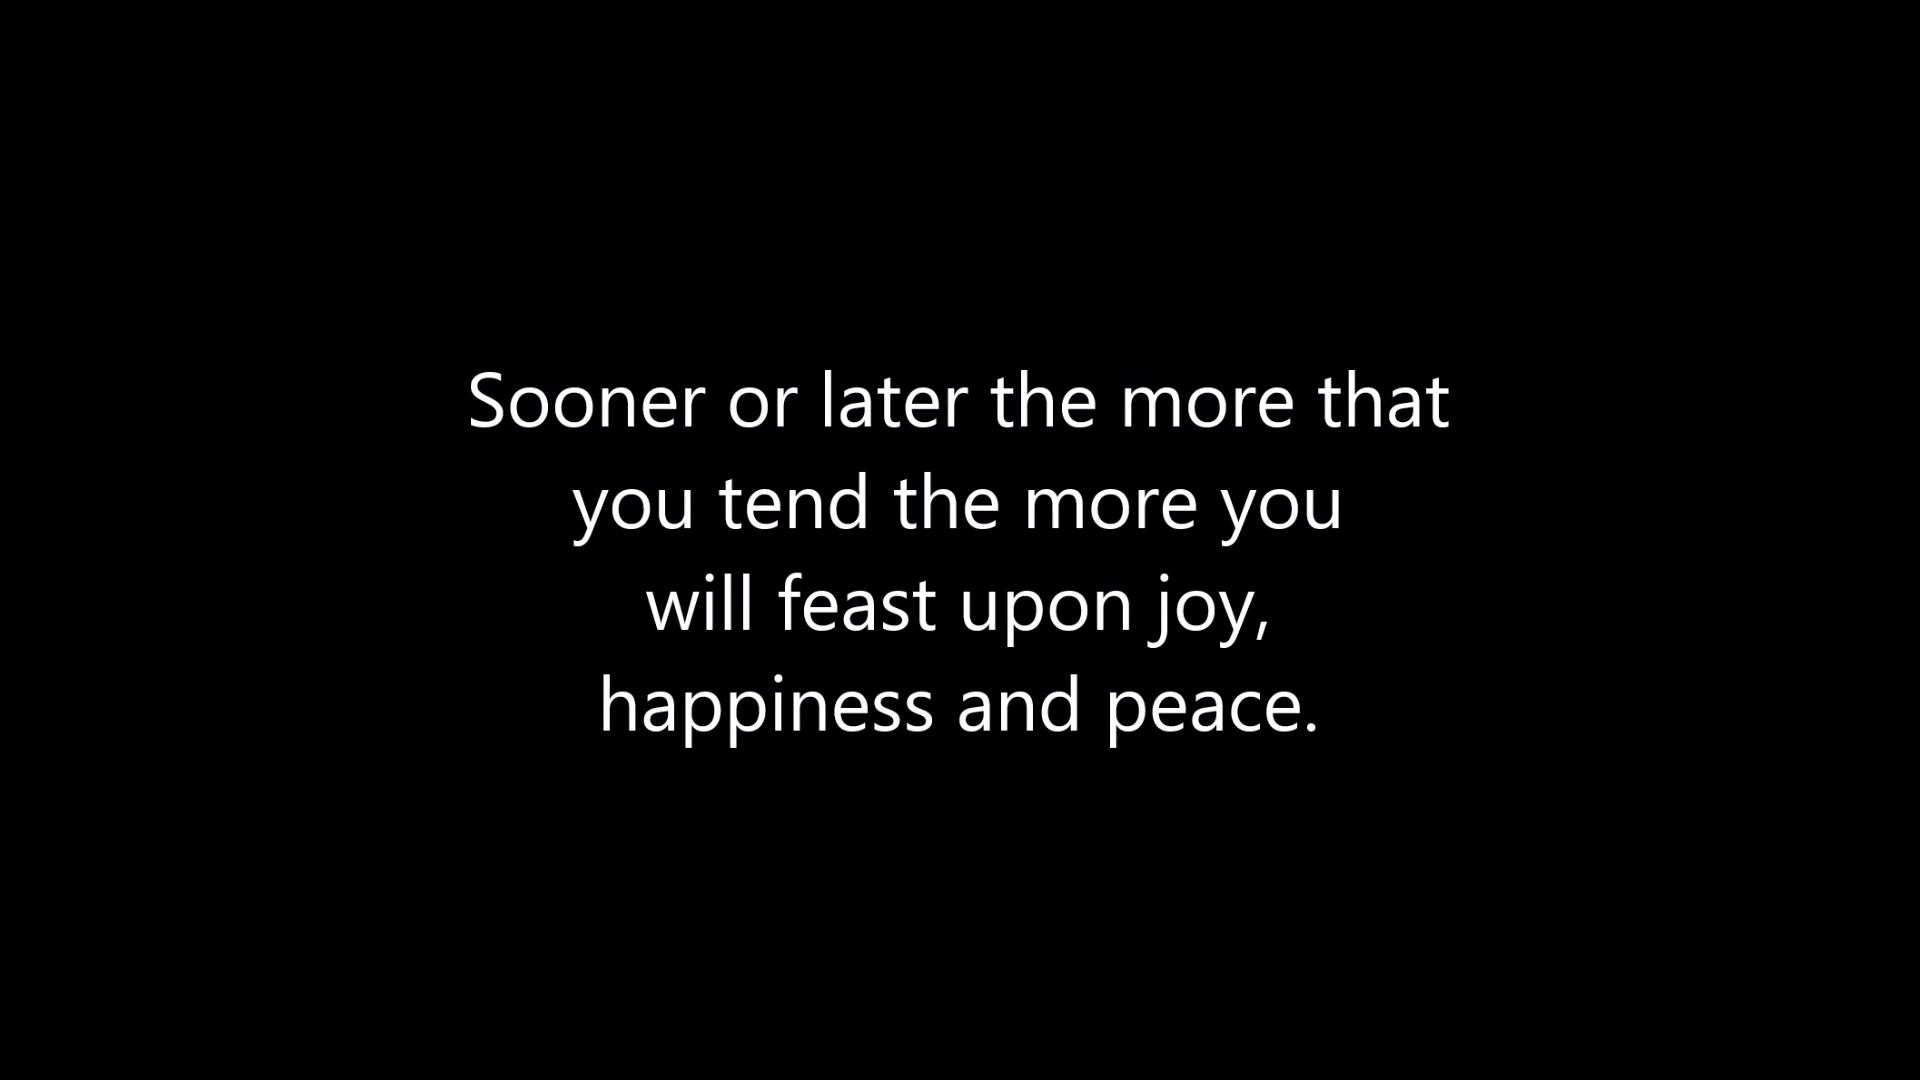 Sooner or later the more that
you tend the more you
will feast upon joy,
happiness and peace.